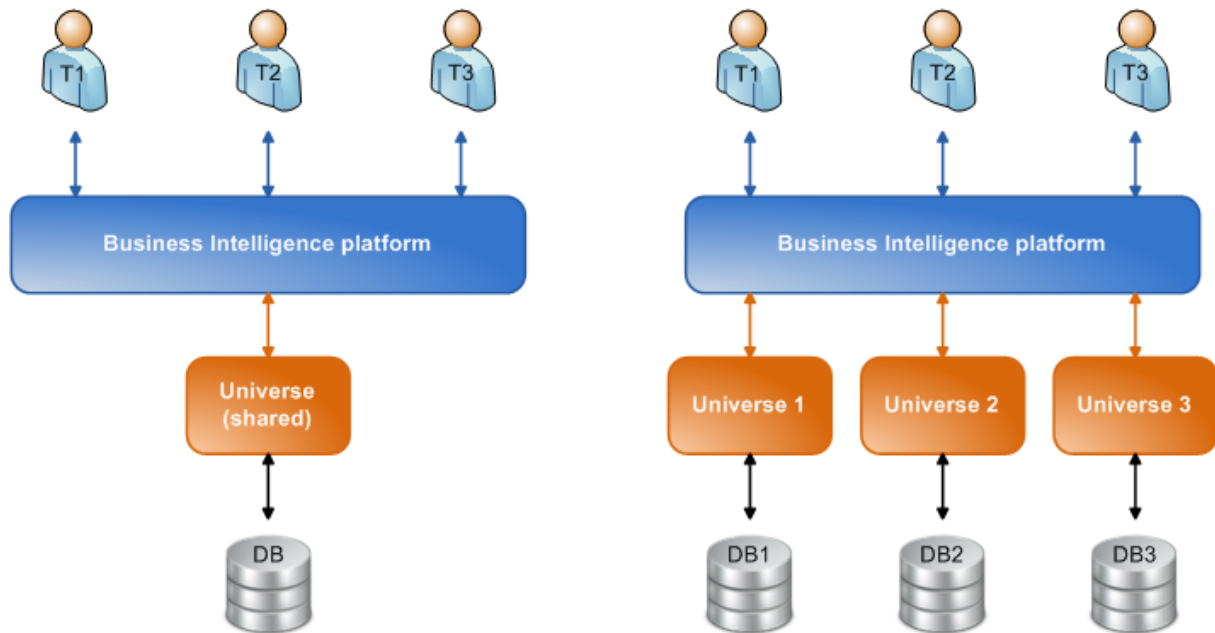 T1
T2
T3
T1
T2
T3
Business Intelligence platform
Business Intelligence platform
Universe
(shared)
Universe 1
Universe 2
Universe 3
DB
DB1
DB2
DB3